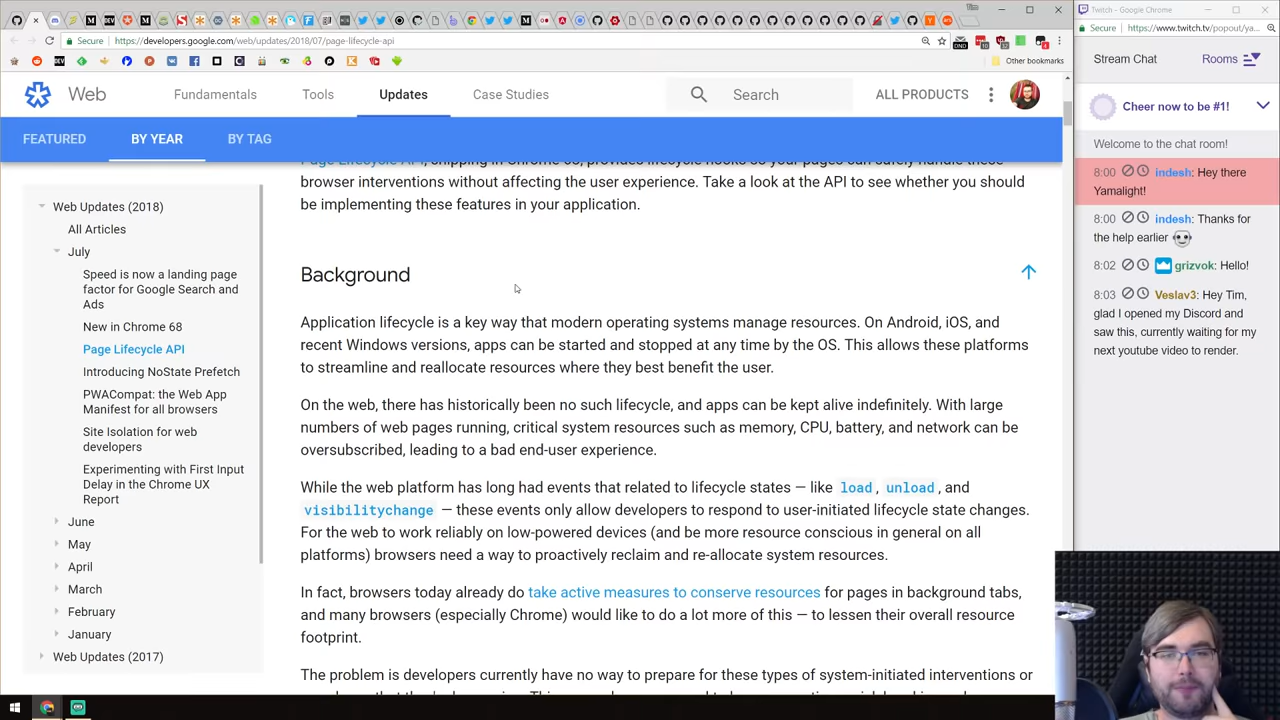 Twitch - Google Chrome
https://www.twitch.tv/popout/ya...
Secure
https://developers.google.com/web/updates/2018/07/page-lifecycle-api
Other bookmarks
Web
Fundamentals
Tools
Updates
Case Studies
Search
ALL PRODUCTS
FEATURED
BY YEAR
BY TAG
Web Updates (2018)
All Articles
July
Speed is now a landing page
factor for Google Search and
Ads
New in Chrome 68
Page Lifecycle API
Introducing NoState Prefetch
PWACompat: the Web App
Manifest for all browsers
Site Isolation for web
developers
Experimenting with First Input
Delay in the Chrome UX
Report
June
May
April
March
February
January
Web Updates (2017)
Page Lifecycle API, shipping in Chrome 68, provides lifecycle hooks so your pages can safely handle these
browser interventions without affecting the user experience. Take a look at the API to see whether you should
be implementing these features in your application.
Background
Application lifecycle is a key way that modern operating systems manage resources. On Android, iOS, and
recent Windows versions, apps can be started and stopped at any time by the OS. This allows these platforms
to streamline and reallocate resources where they best benefit the user.
On the web, there has historically been no such lifecycle, and apps can be kept alive indefinitely. With large
numbers of web pages running, critical system resources such as memory, CPU, battery, and network can be
oversubscribed, leading to a bad end-user experience.
While the web platform has long had events that related to lifecycle states — like load, unload, and
visibilitychange — these events only allow developers to respond to user-initiated lifecycle state changes.
For the web to work reliably on low-powered devices (and be more resource conscious in general on all
platforms) browsers need a way to proactively reclaim and re-allocate system resources.
In fact, browsers today already do take active measures to conserve resources for pages in background tabs,
and many browsers (especially Chrome) would like to do a lot more of this — to lessen their overall resource
footprint.
The problem is developers currently have no way to prepare for these types of system-initiated interventions or
Secure
Stream Chat
Rooms
Cheer now to be #1!
Welcome to the chat room!
8:00 indesh: Hey there
Yamalight!
8:00 indesh: Thanks for
the help earlier
8:02 grizvok: Hello!
8:03 Veslav3: Hey Tim,
glad I opened my Discord and
saw this, currently waiting for my
next youtube video to render.